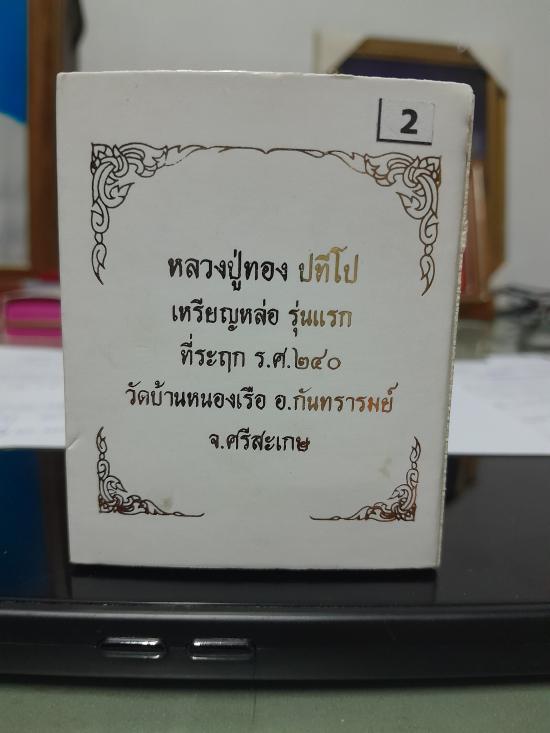 2
หลวงปู่ทอง ปทีโป
เหรียญหล่อ รุ่นแรก
ที่ระฤก ร.ศ.๒๔๐
วัดบ้านหนองเรือ อ.กันทรารมย์
จ.ศรีสะเกษ